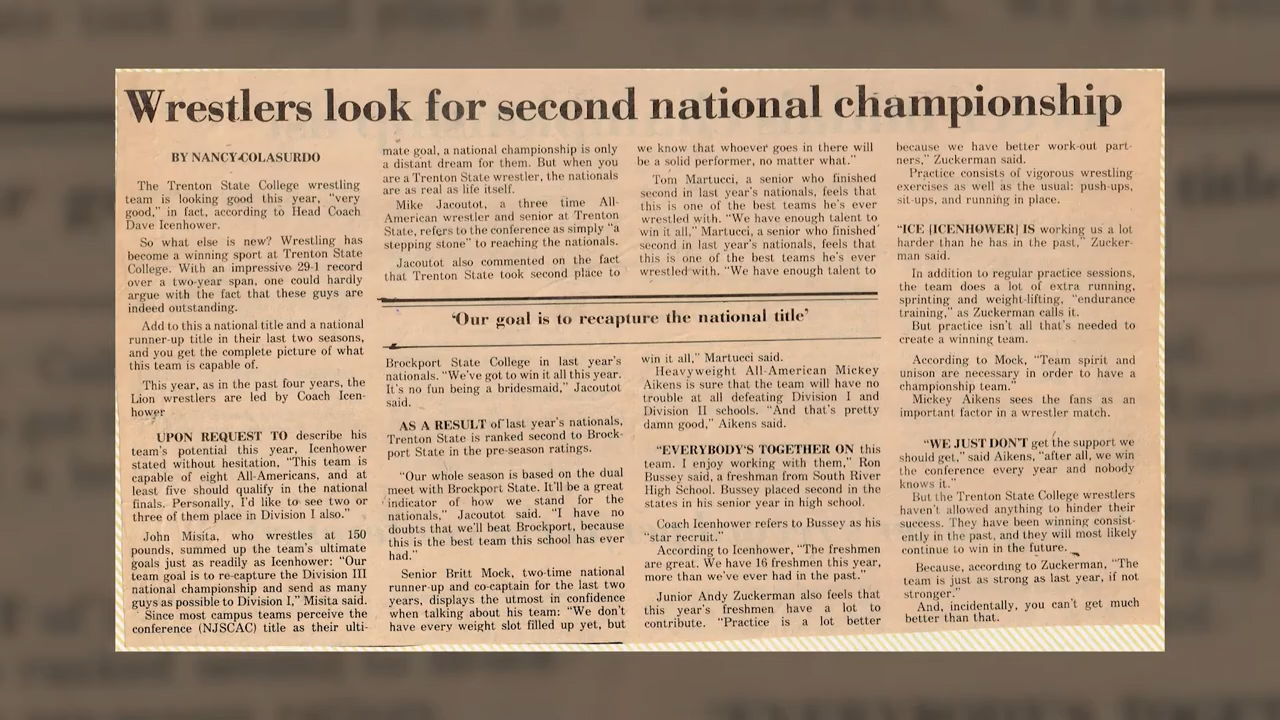 Wrestlers look for second national championship
BY NANCY COLASURDO
The Trenton State College wrestling
team is looking good this year, "very
good," in fact, according to Head Coach
Dave Icenhower.
So what else is new? Wrestling has
become a winning sport at Trenton State
College. With an impressive 29-1 record
over a two-year span, one could hardly
argue with the fact that these guys are
indeed outstanding.
Add to this a national title and a national
runner-up title in their last two seasons,
and you get the complete picture of what
this team is capable of.
This year, as in the past four years, the
Lion wrestlers are led by Coach Icen-
hower
UPON REQUEST TO describe his
team's potential this year, Icenhower
stated without hesitation, "This team is
capable of eight All-Americans, and at
least five should qualify in the national
finals. Personally, I'd like to see two or
three of them place in Division I also."
John Misita, who wrestles at 150
pounds, summed up the team's ultimate
goals just as readily as Icenhower: "Our
team goal is to re-capture the Division III
national championship and send as many
guys as possible to Division I," Misita said.
Since most campus teams perceive the
conference (NJSCAC) title as their ulti-
mate goal, a national championship is only
a distant dream for them. But when you
are a Trenton State wrestler, the nationals
are as real as life itself.
Mike Jacoutot, a three time All-
American wrestler and senior at Trenton
State, refers to the conference as simply "a
stepping stone" to reaching the nationals.
Jacoutot also commented on the fact
that Trenton State took second place to
'Our goal is to recapture the national title'
Brockport State College in last year's
nationals. "We've got to win it all this year.
It's no fun being a bridesmaid," Jacoutot
said.
AS A RESULT of last year's nationals,
Trenton State is ranked second to Brock-
port State in the pre-season ratings.
"Our whole season is based on the dual
meet with Brockport State. It'll be a great
indicator of how we stand for the
nationals," Jacoutot said. "I have no
doubts that we'll beat Brockport, because
this is the best team this school has ever
had."
Senior Britt Mock, two-time national
runner-up and co-captain for the last two
years, displays the utmost in confidence
when talking about his team: "We don't
have every weight slot filled up yet, but
we know that whoever goes in there will
be a solid performer, no matter what."
Tom Martucci, a senior who finished
second in last year's nationals, feels that
this is one of the best teams he's ever
wrestled with. "We have enough talent to
win it all," Martucci, a senior who finished
second in last year's nationals, feels that
this is one of the best teams he's ever
wrestled with. "We have enough talent to
win it all," Martucci said.
Heavyweight All-American Mickey
Aikens is sure that the team will have no
trouble at all defeating Division I and
Division II schools. "And that's pretty
damn good," Aikens said.
"EVERYBODY'S TOGETHER ON this
team. I enjoy working with them," Ron
Bussey said, a freshman from South River
High School. Bussey placed second in the
states in his senior year in high school.
Coach Icenhower refers to Bussey as his
"star recruit."
According to Icenhower, "The freshmen
are great. We have 16 freshmen this year,
more than we've ever had in the past."
Junior Andy Zuckerman also feels that
this year's freshmen have a lot to
contribute. "Practice is a lot better
because we have better work-out part-
ners," Zuckerman said.
Practice consists of vigorous wrestling
exercises as well as the usual: push-ups,
sit-ups, and running in place.
"ICE [ICENHOWER] IS working us a lot
harder than he has in the past," Zucker-
man said.
In addition to regular practice sessions,
the team does a lot of extra running,
sprinting and weight-lifting, "endurance
training," as Zuckerman calls it.
But practice isn't all that's needed to
create a winning team.
According to Mock, "Team spirit and
unison are necessary in order to have a
championship team."
Mickey Aikens sees the fans as an
important factor in a wrestler match.
"WE JUST DON'T get the support we
should get," said Aikens, "after all, we win
the conference every year and nobody
knows it."
But the Trenton State College wrestlers
haven't allowed anything to hinder their
success. They have been winning consist-
ently in the past, and they will most likely
continue to win in the future.
Because, according to Zuckerman, "The
team is just as strong as last year, if not
stronger."
And, incidentally, you can't get much
better than that.